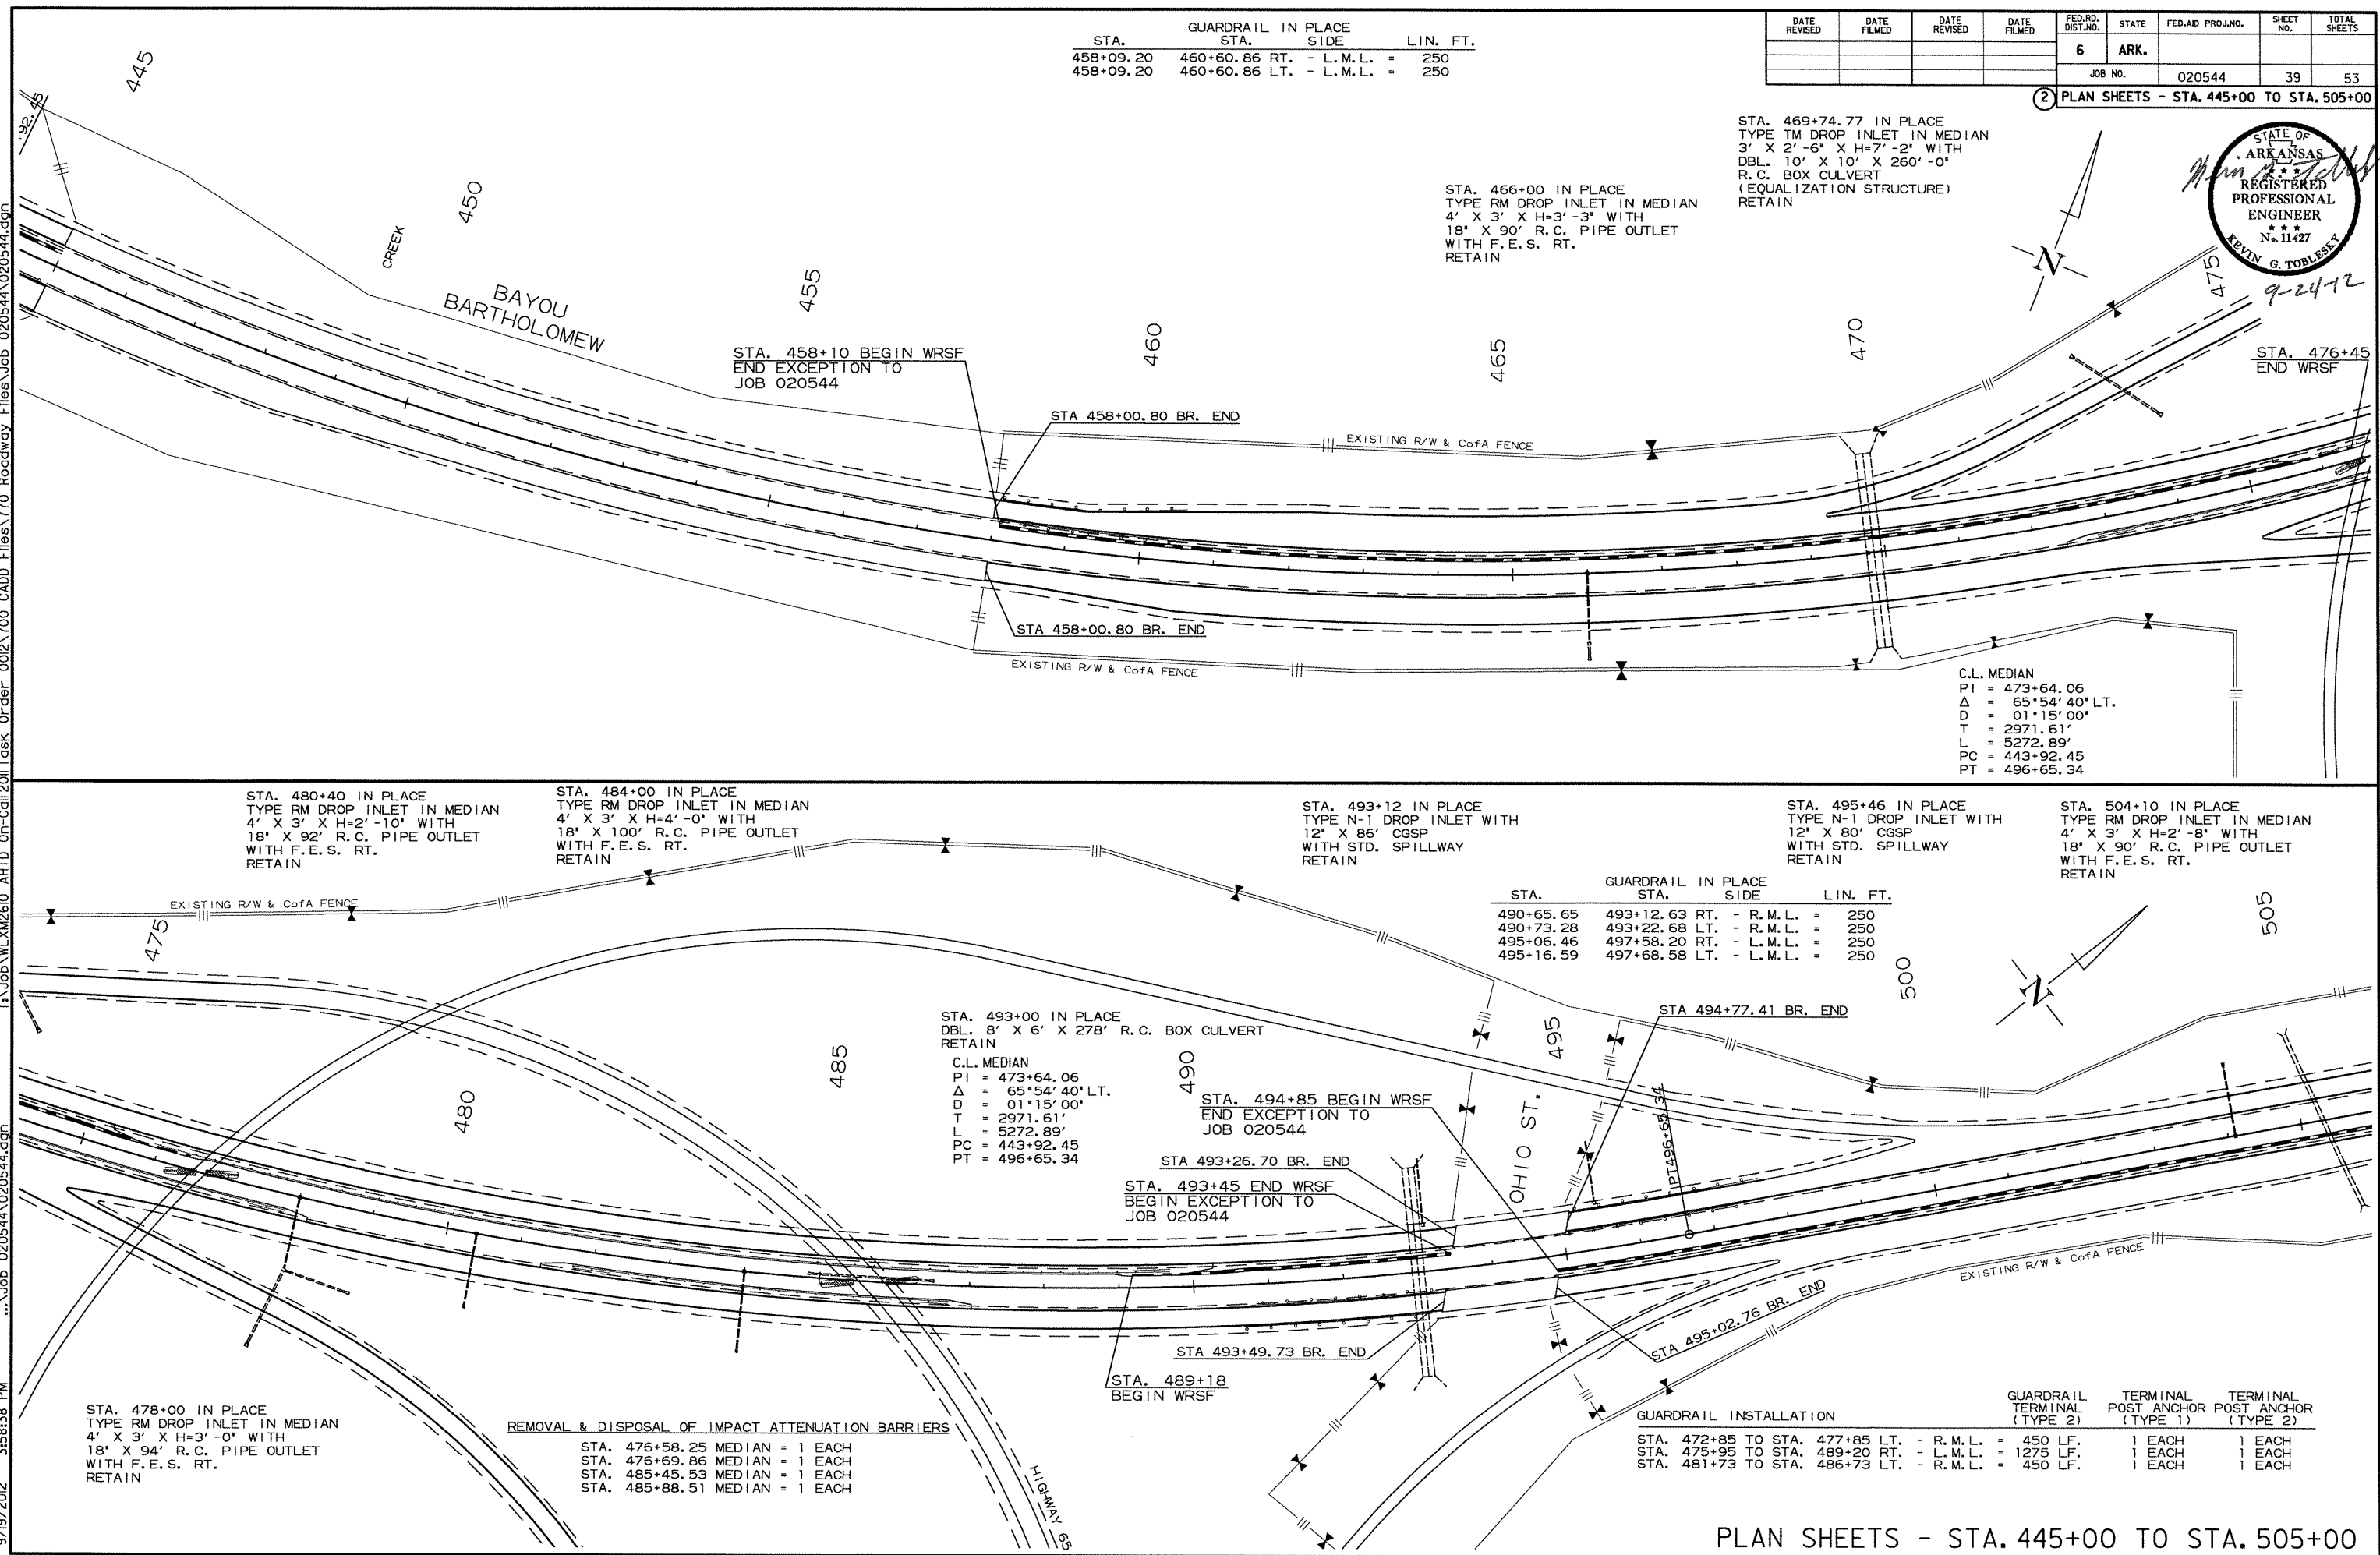 GUARDRAIL IN PLACE
STA. STA. SIDE LIN. FT.
458+09.20 460+60.86 RT. - L.M.L. = 250
458+09.20 460+60.86 LT. - L.M.L. = 250
DATE REVISED
DATE FILMED
DATE REVISED
DATE FILMED
FED.RD. DIST.NO.
STATE
FED.AID PROJ.NO.
SHEET NO.
TOTAL SHEETS
6 ARK.
JOB NO. 020544 39 53
2 PLAN SHEETS - STA. 445+00 TO STA. 505+00
STATE OF
ARKANSAS
REGISTERED
PROFESSIONAL
ENGINEER
No. 11427
KEVIN G. TOBLESKY
9-24-12
STA. 469+74.77 IN PLACE
TYPE TM DROP INLET IN MEDIAN
3' X 2'-6" X H=7'-2" WITH
DBL. 10' X 10' X 260'-0"
R.C. BOX CULVERT
(EQUALIZATION STRUCTURE)
RETAIN
STA. 466+00 IN PLACE
TYPE RM DROP INLET IN MEDIAN
4' X 3' X H=3'-3" WITH
18" X 90' R.C. PIPE OUTLET
WITH F.E.S. RT.
RETAIN
445
92.45
450
CREEK
BAYOU
BARTHOLOMEW
455
460
465
470
475
N
STA. 458+10 BEGIN WRSF
END EXCEPTION TO
JOB 020544
STA 458+00.80 BR. END
EXISTING R/W & CofA FENCE
STA. 476+45
END WRSF
STA 458+00.80 BR. END
EXISTING R/W & CofA FENCE
C.L. MEDIAN
PI = 473+64.06
Δ = 65°54'40" LT.
D = 01°15'00"
T = 2971.61'
L = 5272.89'
PC = 443+92.45
PT = 496+65.34
STA. 480+40 IN PLACE
TYPE RM DROP INLET IN MEDIAN
4' X 3' X H=2'-10" WITH
18" X 92' R.C. PIPE OUTLET
WITH F.E.S. RT.
RETAIN
STA. 484+00 IN PLACE
TYPE RM DROP INLET IN MEDIAN
4' X 3' X H=4'-0" WITH
18" X 100' R.C. PIPE OUTLET
WITH F.E.S. RT.
RETAIN
STA. 493+12 IN PLACE
TYPE N-1 DROP INLET WITH
12" X 86' CGSP
WITH STD. SPILLWAY
RETAIN
STA. 495+46 IN PLACE
TYPE N-1 DROP INLET WITH
12" X 80' CGSP
WITH STD. SPILLWAY
RETAIN
STA. 504+10 IN PLACE
TYPE RM DROP INLET IN MEDIAN
4' X 3' X H=2'-8" WITH
18" X 90' R.C. PIPE OUTLET
WITH F.E.S. RT.
RETAIN
GUARDRAIL IN PLACE
STA. STA. SIDE LIN. FT.
490+65.65 493+12.63 RT. - R.M.L. = 250
490+73.28 493+22.68 LT. - R.M.L. = 250
495+06.46 497+58.20 RT. - L.M.L. = 250
495+16.59 497+68.58 LT. - L.M.L. = 250
EXISTING R/W & CofA FENCE
475
480
485
490
495
500
505
N
STA. 493+00 IN PLACE
DBL. 8' X 6' X 278' R.C. BOX CULVERT
RETAIN
C.L. MEDIAN
PI = 473+64.06
Δ = 65°54'40" LT.
D = 01°15'00"
T = 2971.61'
L = 5272.89'
PC = 443+92.45
PT = 496+65.34
STA 494+77.41 BR. END
STA. 494+85 BEGIN WRSF
END EXCEPTION TO
JOB 020544
OHIO ST.
PT496+65.34
STA 493+26.70 BR. END
STA. 493+45 END WRSF
BEGIN EXCEPTION TO
JOB 020544
EXISTING R/W & CofA FENCE
STA 495+02.76 BR. END
STA 493+49.73 BR. END
STA. 489+18
BEGIN WRSF
STA. 478+00 IN PLACE
TYPE RM DROP INLET IN MEDIAN
4' X 3' X H=3'-0" WITH
18" X 94' R.C. PIPE OUTLET
WITH F.E.S. RT.
RETAIN
REMOVAL & DISPOSAL OF IMPACT ATTENUATION BARRIERS
STA. 476+58.25 MEDIAN = 1 EACH
STA. 476+69.86 MEDIAN = 1 EACH
STA. 485+45.53 MEDIAN = 1 EACH
STA. 485+88.51 MEDIAN = 1 EACH
HIGHWAY 65
GUARDRAIL INSTALLATION
GUARDRAIL TERMINAL (TYPE 2)
TERMINAL POST ANCHOR (TYPE 1)
TERMINAL POST ANCHOR (TYPE 2)
STA. 472+85 TO STA. 477+85 LT. - R.M.L. = 450 LF. 1 EACH 1 EACH
STA. 475+95 TO STA. 489+20 RT. - L.M.L. = 1275 LF. 1 EACH 1 EACH
STA. 481+73 TO STA. 486+73 LT. - R.M.L. = 450 LF. 1 EACH 1 EACH
PLAN SHEETS - STA. 445+00 TO STA. 505+00
9/19/2012 3:58:38 PM
...\Job 020544\020544.dgn